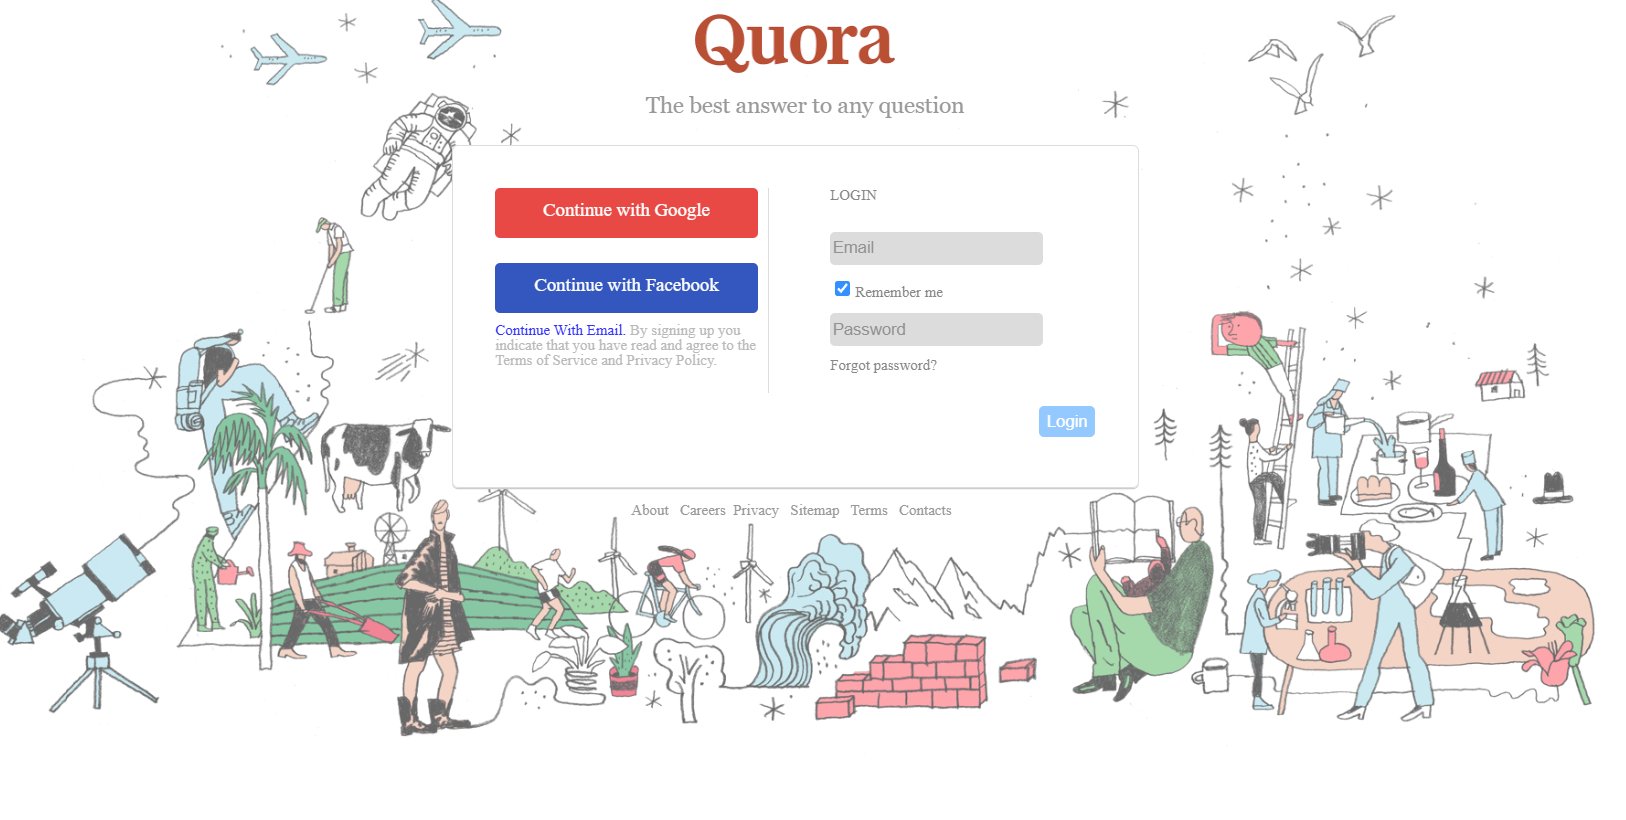 Quora
The best answer to any question
Continue with Google
Continue with Facebook
Continue With Email. By signing up you
indicate that you have read and agree to the
Terms of Service and Privacy Policy.
LOGIN
Email
Remember me
Password
Forgot password?
Login
About Careers Privacy Sitemap Terms Contacts